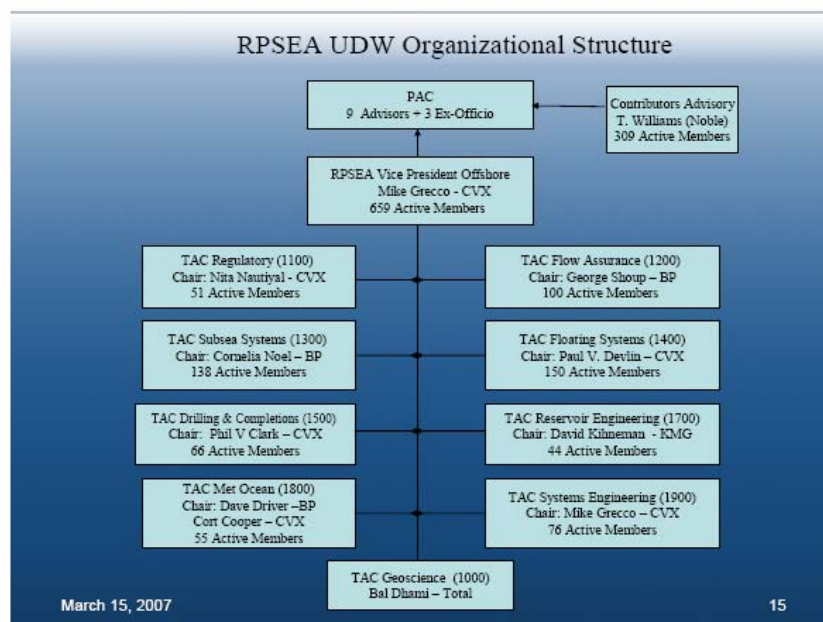 RPSEA UDW Organizational Structure
PAC
9 Advisors + 3 Ex-Officio
Contributors Advisory
T. Williams (Noble)
309 Active Members
RPSEA Vice President Offshore
Mike Grecco - CVX
659 Active Members
TAC Regulatory (1100)
Chair: Nita Nautiyal - CVX
51 Active Members
TAC Flow Assurance (1200)
Chair: George Shoup – BP
100 Active Members
TAC Subsea Systems (1300)
Chair: Cornelia Noel – BP
138 Active Members
TAC Floating Systems (1400)
Chair: Paul V. Devlin – CVX
150 Active Members
TAC Drilling & Completions (1500)
Chair: Phil V Clark – CVX
66 Active Members
TAC Reservoir Engineering (1700)
Chair: David Kihneman - KMG
44 Active Members
TAC Met Ocean (1800)
Chair: Dave Driver –BP
Cort Cooper – CVX
55 Active Members
TAC Systems Engineering (1900)
Chair: Mike Grecco – CVX
76 Active Members
TAC Geoscience (1000)
Bal Dhami – Total
March 15, 2007
15